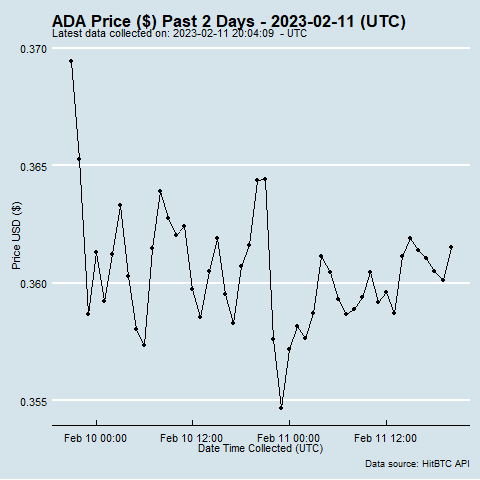 ADA Price ($) Past 2 Days - 2023-02-11 (UTC)
Latest data collected on: 2023-02-11 20:04:09  - UTC
0.370
0.365
0.360
0.355
Price USD ($)
Feb 10 00:00
Feb 10 12:00
Feb 11 00:00
Feb 11 12:00
Date Time Collected (UTC)
Data source: HitBTC API